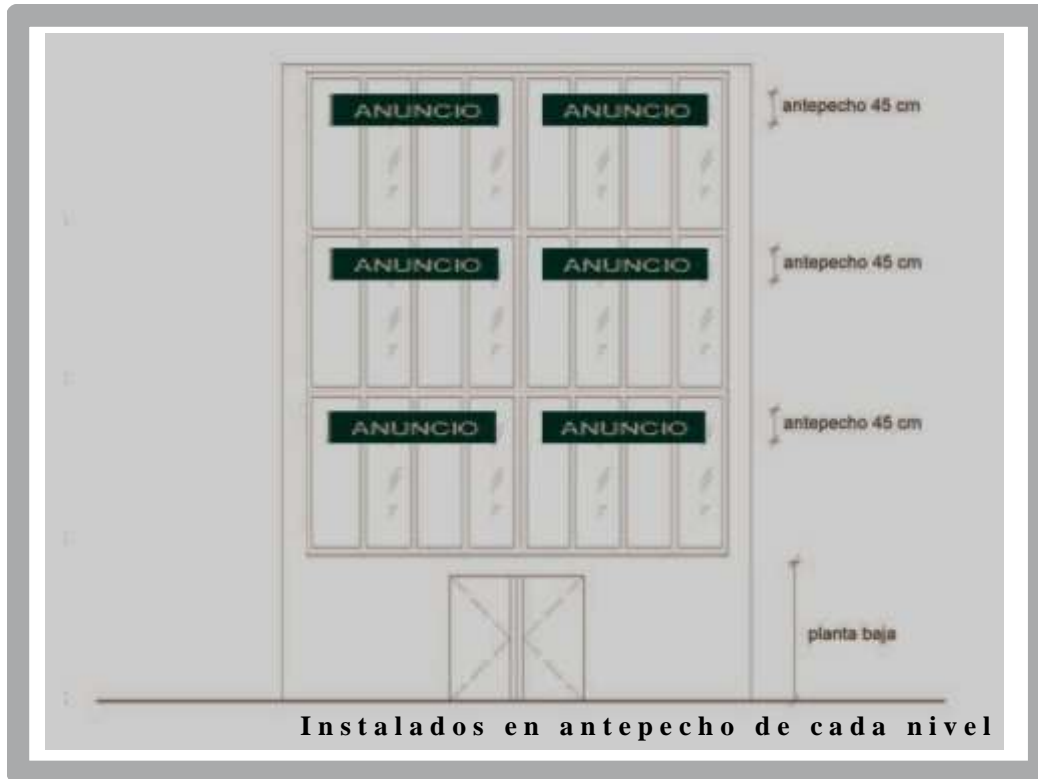 ANUNCIO ANUNCIO antepecho 45 cm
ANUNCIO ANUNCIO antepecho 45 cm
ANUNCIO ANUNCIO antepecho 45 cm
planta baja
Instalados en antepecho de cada nivel